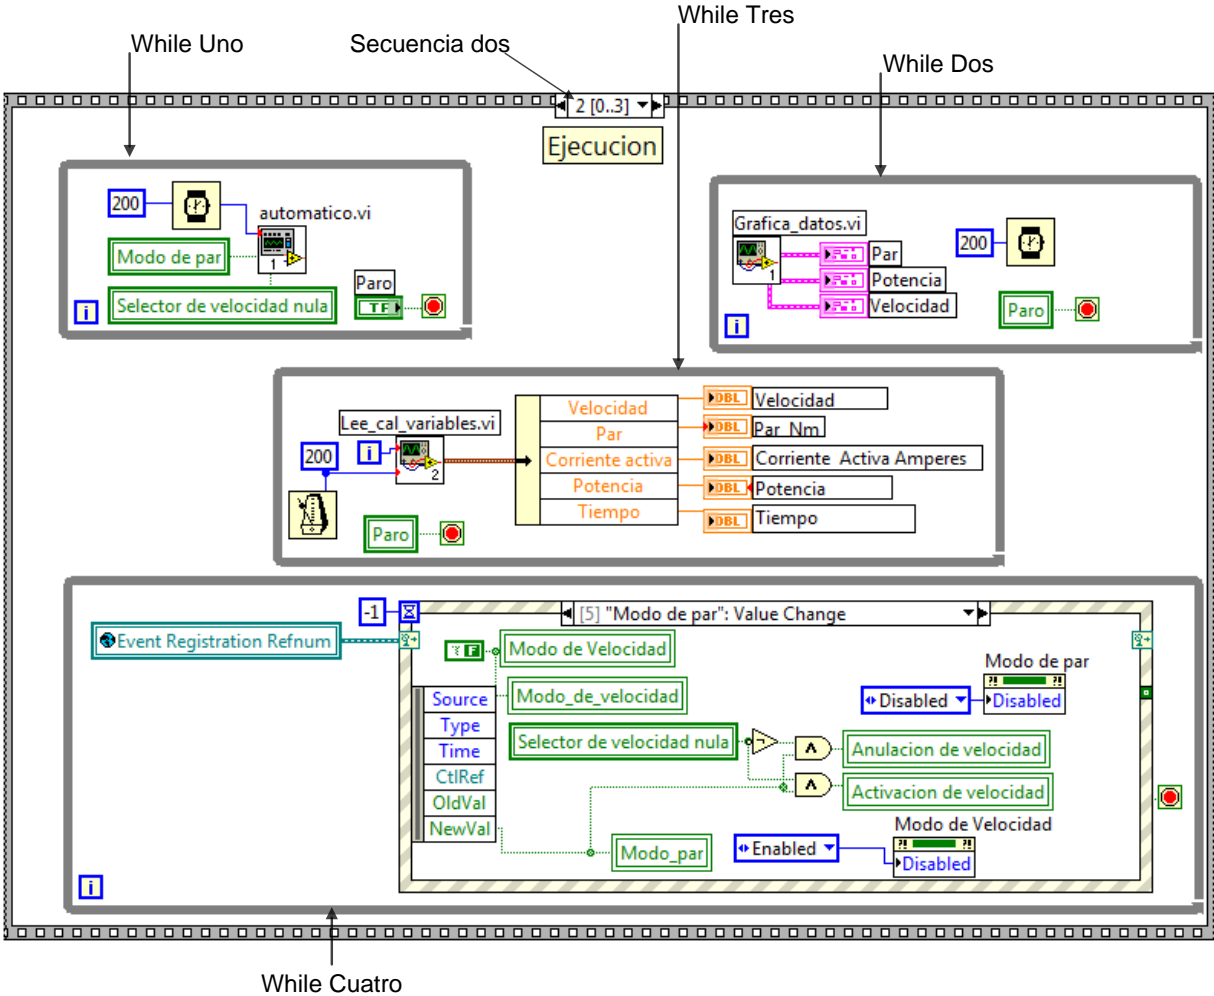 While Tres
While Uno
Secuencia dos
While Dos
2 [0..3]
Ejecucion
200
automatico.vi
Modo de par
1
Selector de velocidad nula
Paro
TF
i
Grafica_datos.vi
1
Par
Potencia
Velocidad
200
Paro
i
Lee_cal_variables.vi
200
i
2
Paro
Velocidad
Par
Corriente activa
Potencia
Tiempo
DBL
Velocidad
DBL
Par Nm
DBL
Corriente Activa Amperes
DBL
Potencia
DBL
Tiempo
-1
[5] "Modo de par": Value Change
Event Registration Refnum
F
Modo de Velocidad
Modo_de_velocidad
Modo de par
Disabled
Disabled
Source
Type
Time
CtlRef
OldVal
NewVal
Selector de velocidad nula
Anulacion de velocidad
Activacion de velocidad
Modo_par
Enabled
Modo de Velocidad
Disabled
i
While Cuatro